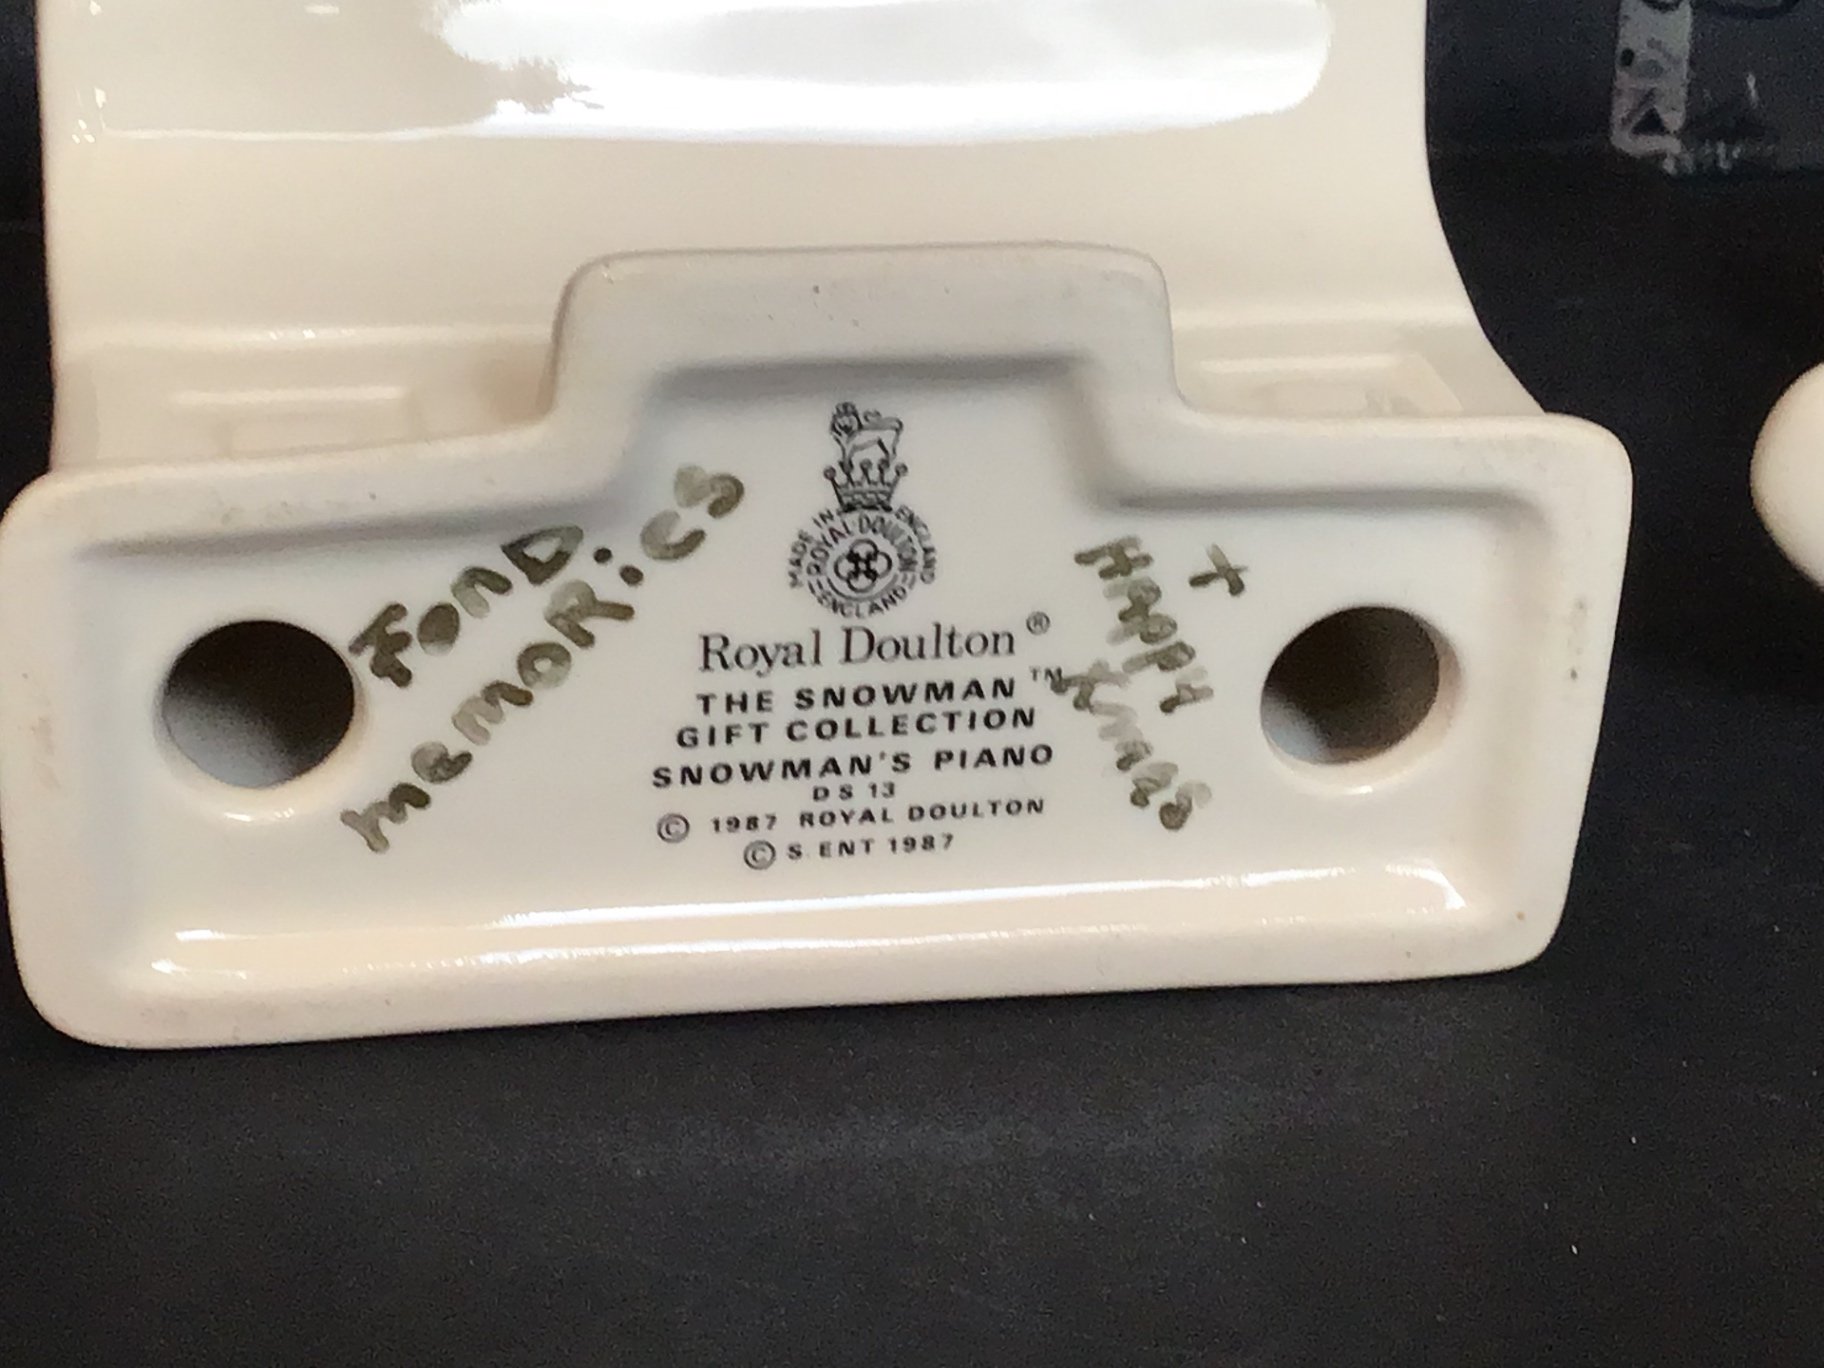 FOND
memories
MADE IN ENGLAND
ROYAL·DOULTON
ENGLAND
Royal Doulton®
THE SNOWMAN™
GIFT COLLECTION
SNOWMAN'S PIANO
DS 13
© 1987 ROYAL DOULTON
© S. ENT 1987
+
Happy
Xmas